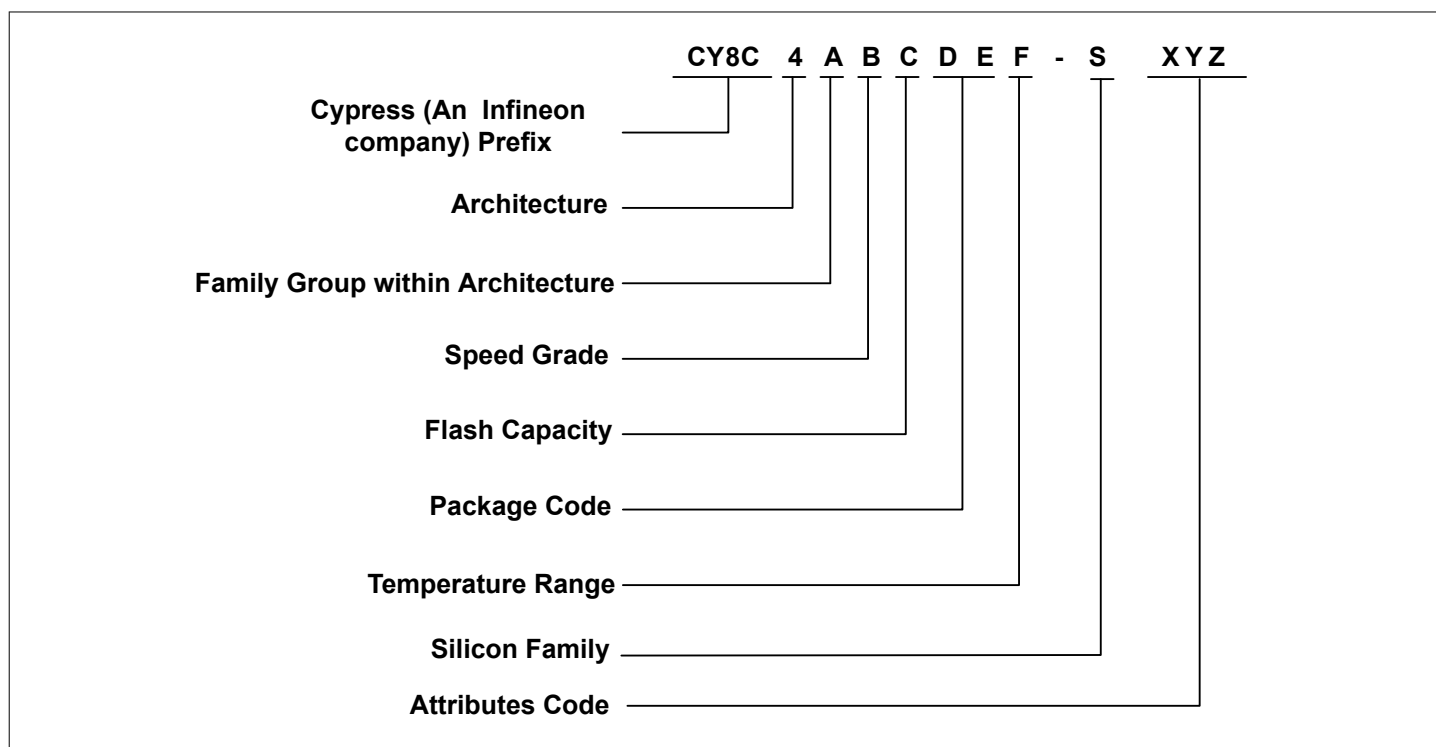 CY8C 4 A B C D E F - S XYZ
Cypress (An Infineon
company) Prefix
Architecture
Family Group within Architecture
Speed Grade
Flash Capacity
Package Code
Temperature Range
Silicon Family
Attributes Code